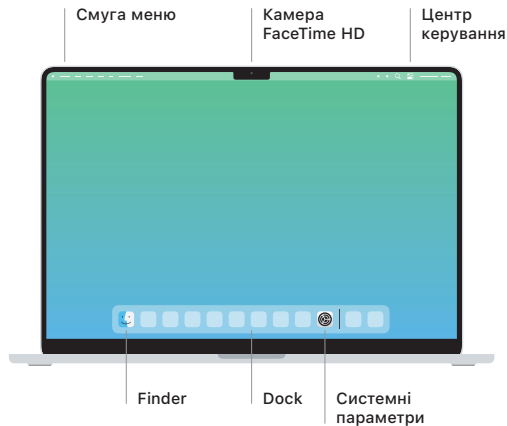 Смуга меню
Камера
FaceTime HD
Центр
керування
Finder
Dock
Системні
параметри